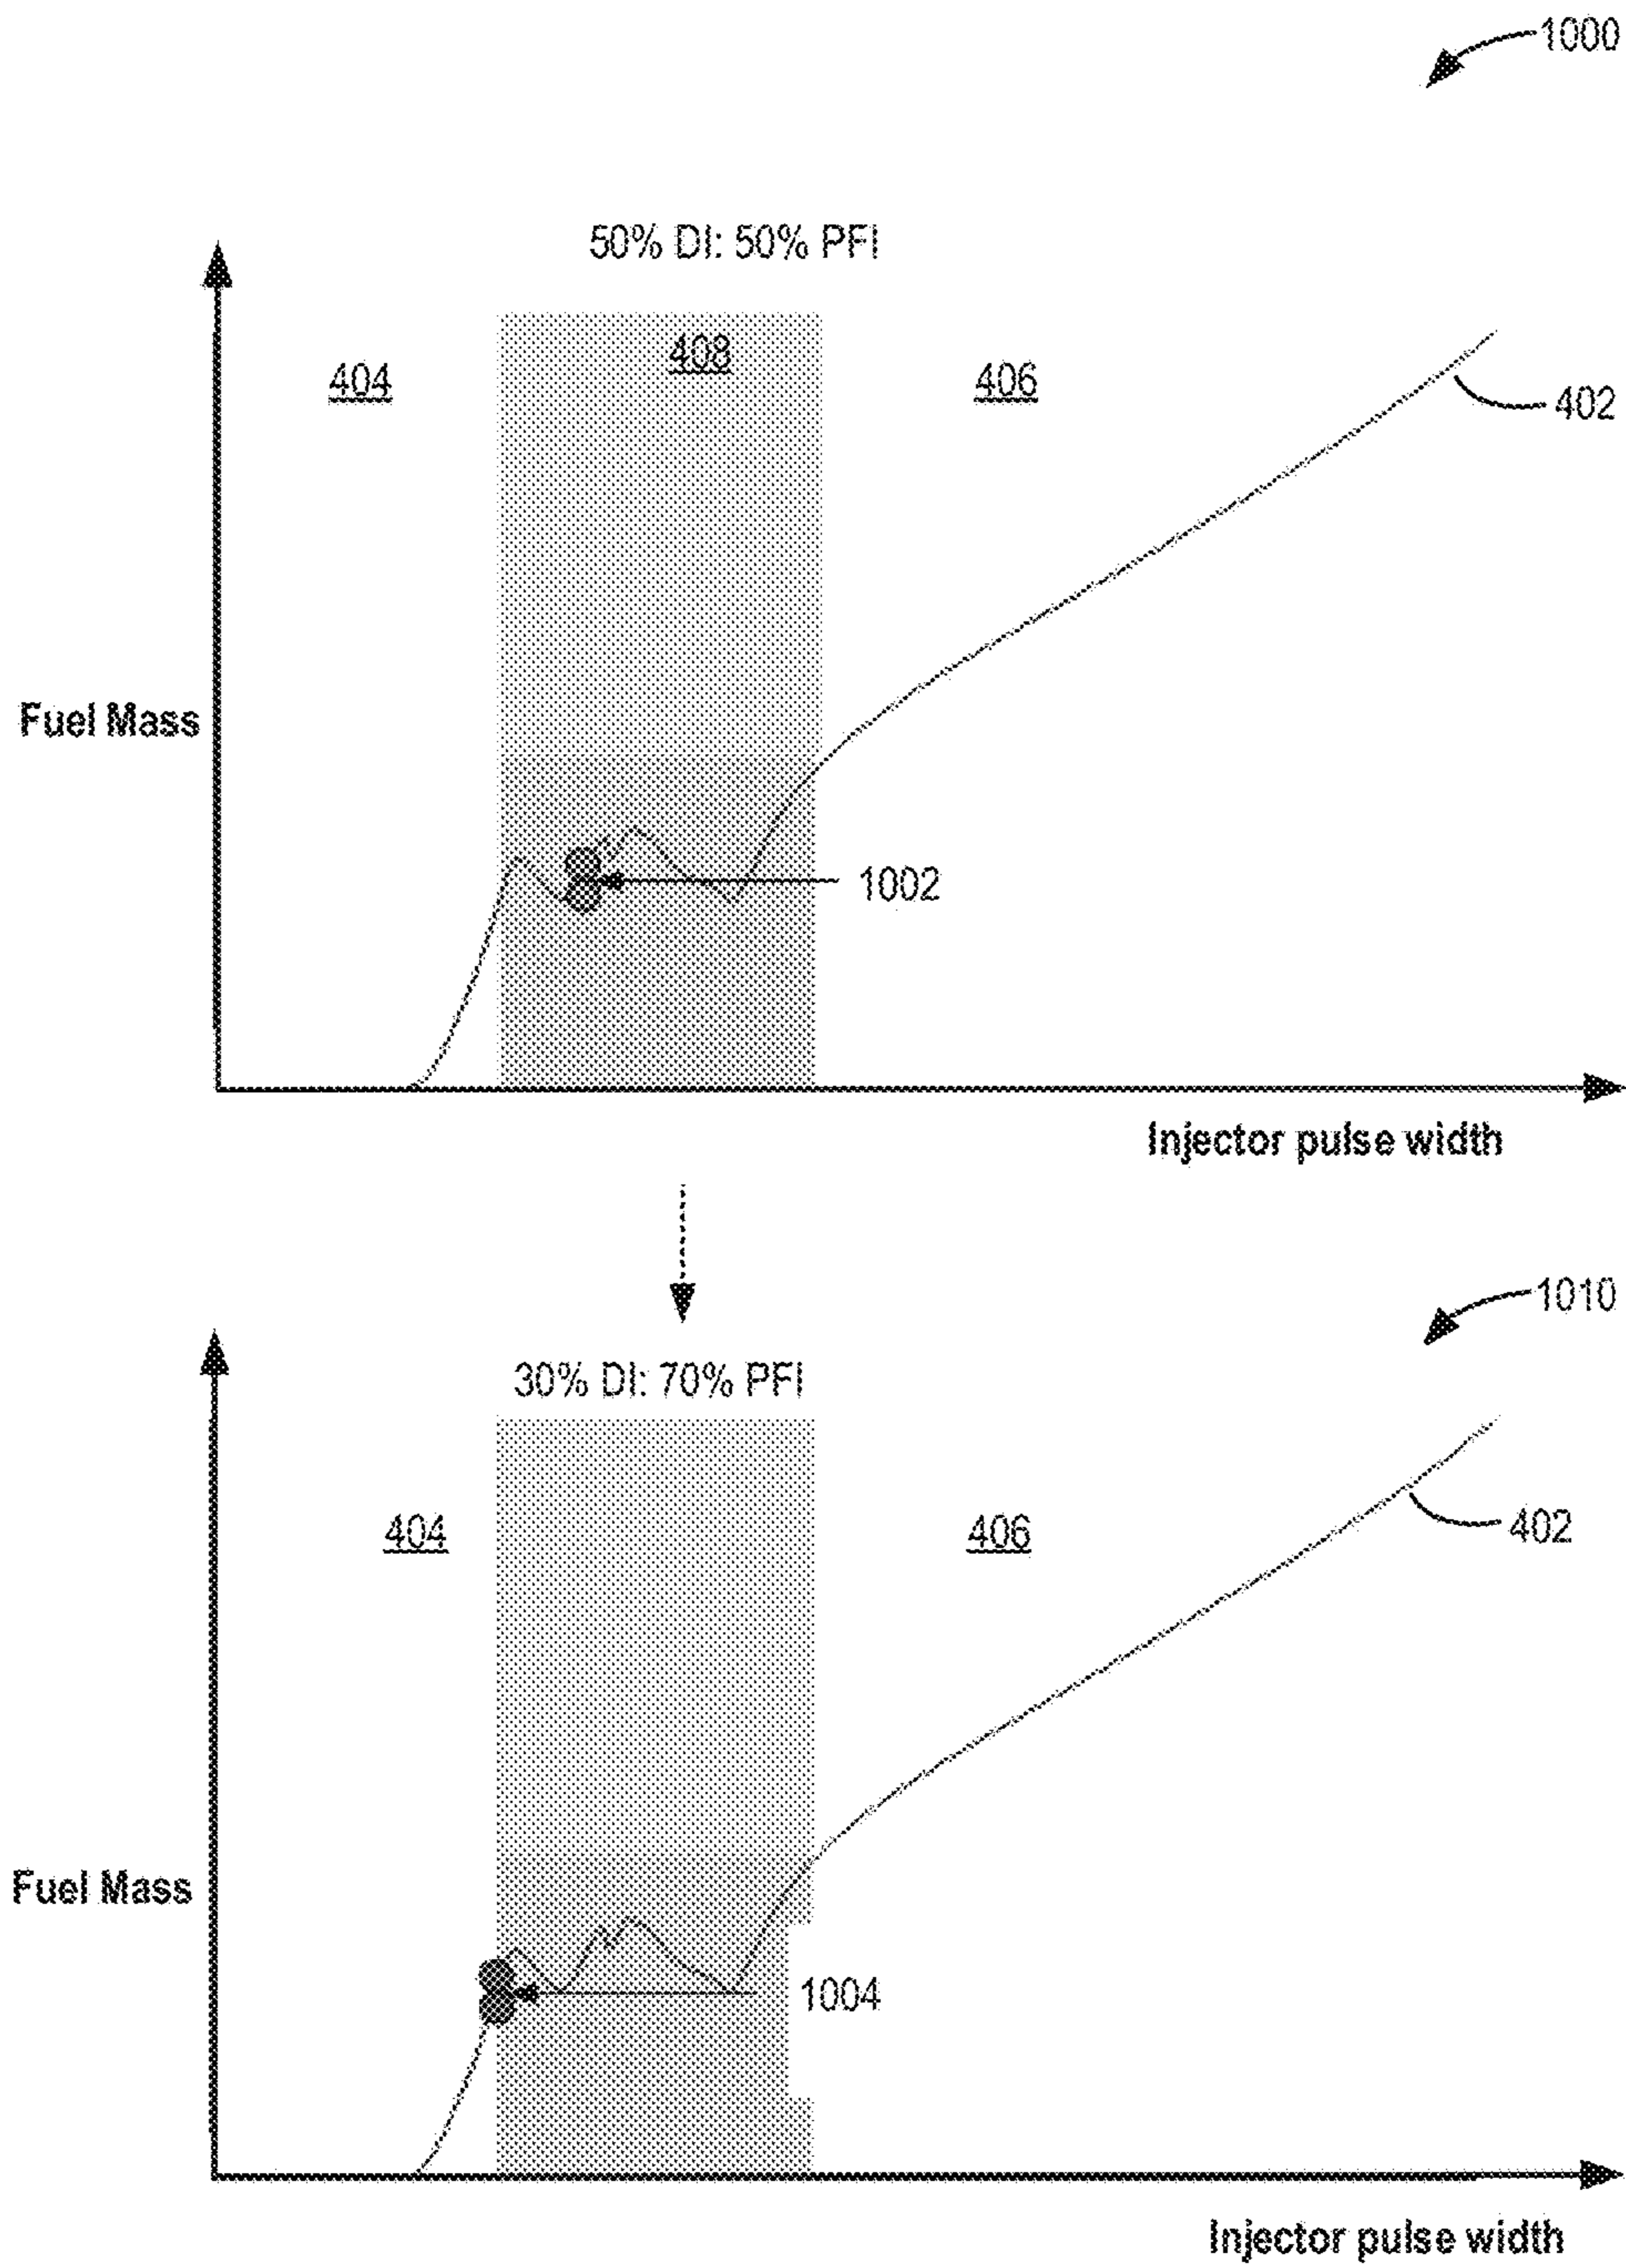 1000
50% DI: 50% PFI
408
404
406
402
Fuel Mass
1002
Injector pulse width
1010
30% DI: 70% PFI
404
406
402
Fuel Mass
1004
Injector pulse width